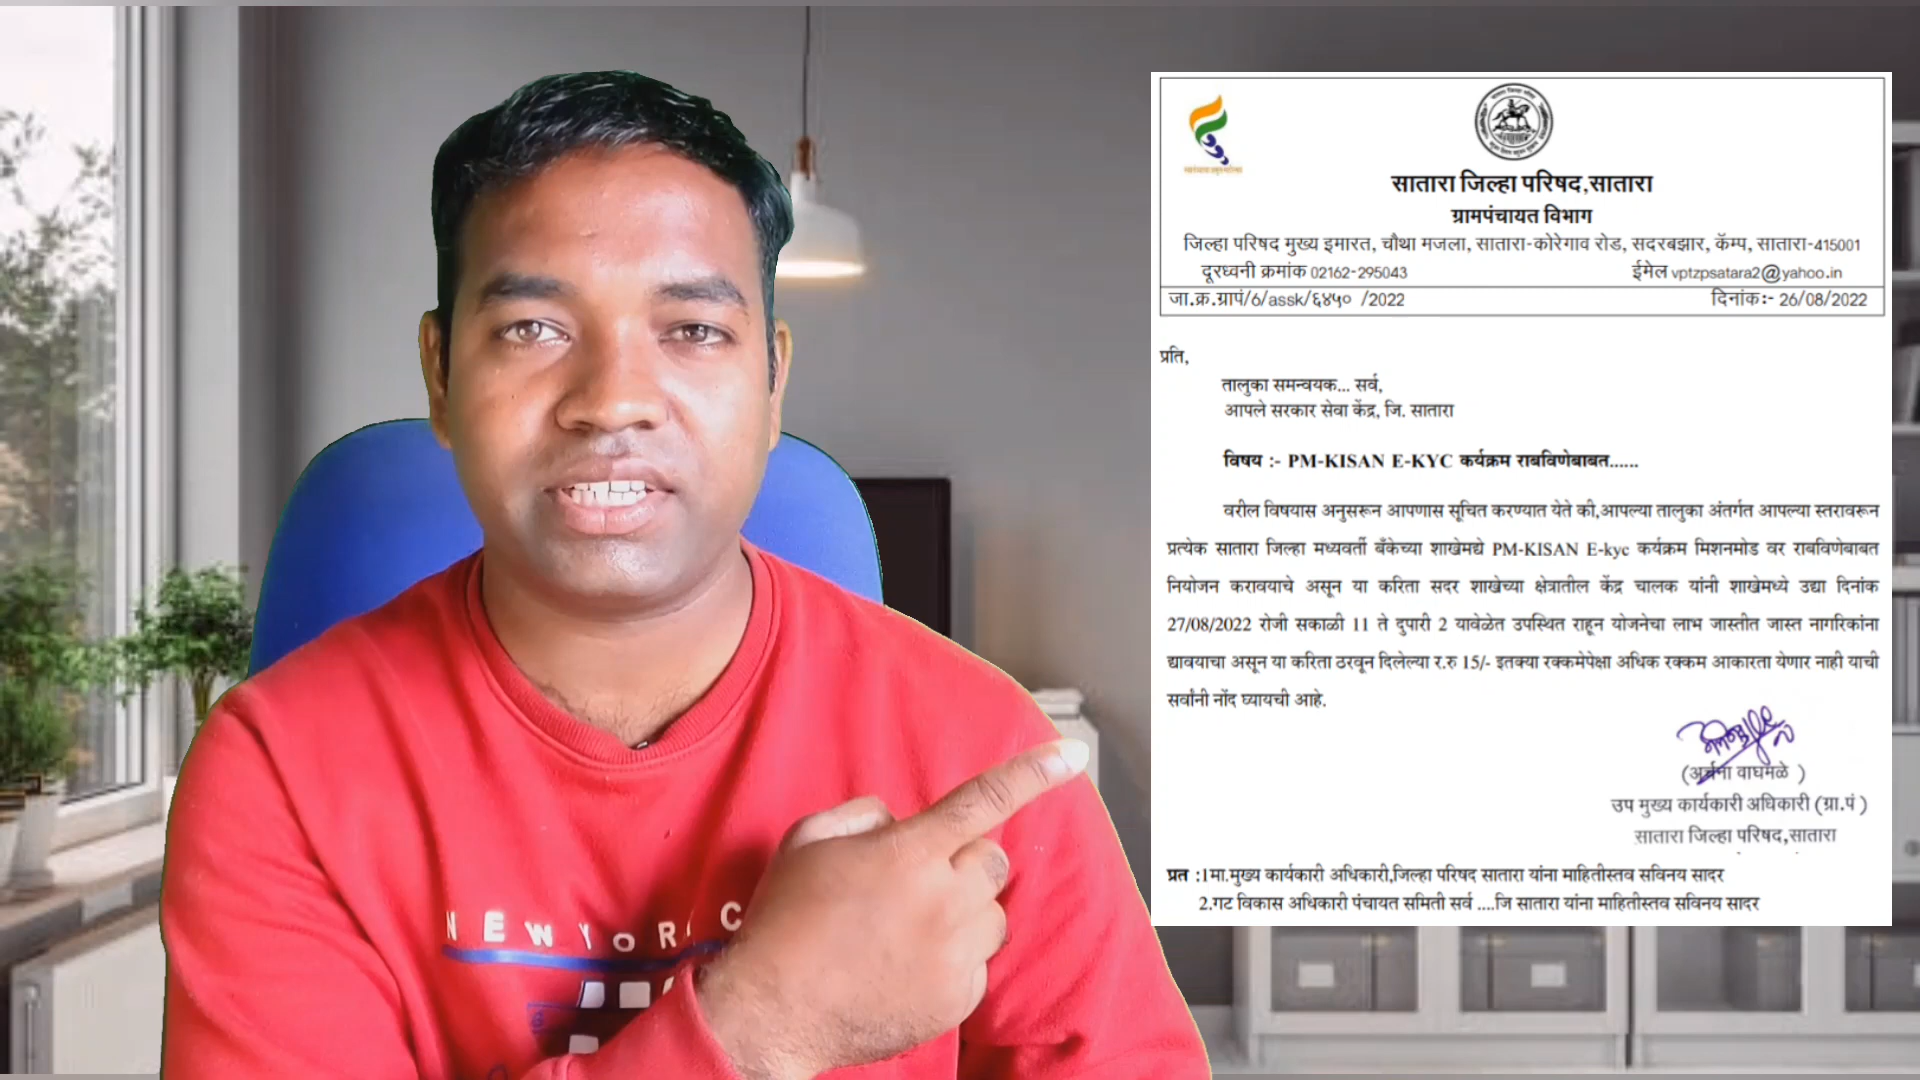 सातारा जिल्हा परिषद,सातारा
ग्रामपंचायत विभाग
जिल्हा परिषद मुख्य इमारत, चौथा मजला, सातारा-कोरेगाव रोड, सदरबझार, कॅम्प, सातारा-415001
दूरध्वनी क्रमांक 02162-295043 ईमेल vptzpsatara2@yahoo.in
जा.क्र.ग्रापं/6/assk/६४५० /2022 दिनांकः- 26/08/2022
प्रति,
तालुका समन्वयक... सर्व,
आपले सरकार सेवा केंद्र, जि. सातारा
विषय :- PM-KISAN E-KYC कर्यक्रम राबविणेबाबत......
वरील विषयास अनुसरून आपणास सूचित करण्यात येते की,आपल्या तालुका अंतर्गत आपल्या स्तरावरून
प्रत्येक सातारा जिल्हा मध्यवर्ती बँकेच्या शाखेमद्ये PM-KISAN E-kyc कर्यक्रम मिशनमोड वर राबविणेबाबत
नियोजन करावयाचे असून या करिता सदर शाखेच्या क्षेत्रातील केंद्र चालक यांनी शाखेमध्ये उद्या दिनांक
27/08/2022 रोजी सकाळी 11 ते दुपारी 2 यावेळेत उपस्थित राहून योजनेचा लाभ जास्तीत जास्त नागरिकांना
द्यावयाचा असून या करिता ठरवून दिलेल्या र.रु 15/- इतक्या रक्कमेपेक्षा अधिक रक्कम आकारता येणार नाही याची
सर्वांनी नोंद घ्यायची आहे.
(अर्चना वाघमळे )
उप मुख्य कार्यकारी अधिकारी (ग्रा.पं )
सातारा जिल्हा परिषद,सातारा
प्रत :1मा.मुख्य कार्यकारी अधिकारी,जिल्हा परिषद सातारा यांना माहितीस्तव सविनय सादर
2.गट विकास अधिकारी पंचायत समिती सर्व ....जि सातारा यांना माहितीस्तव सविनय सादर
NEW YORK C